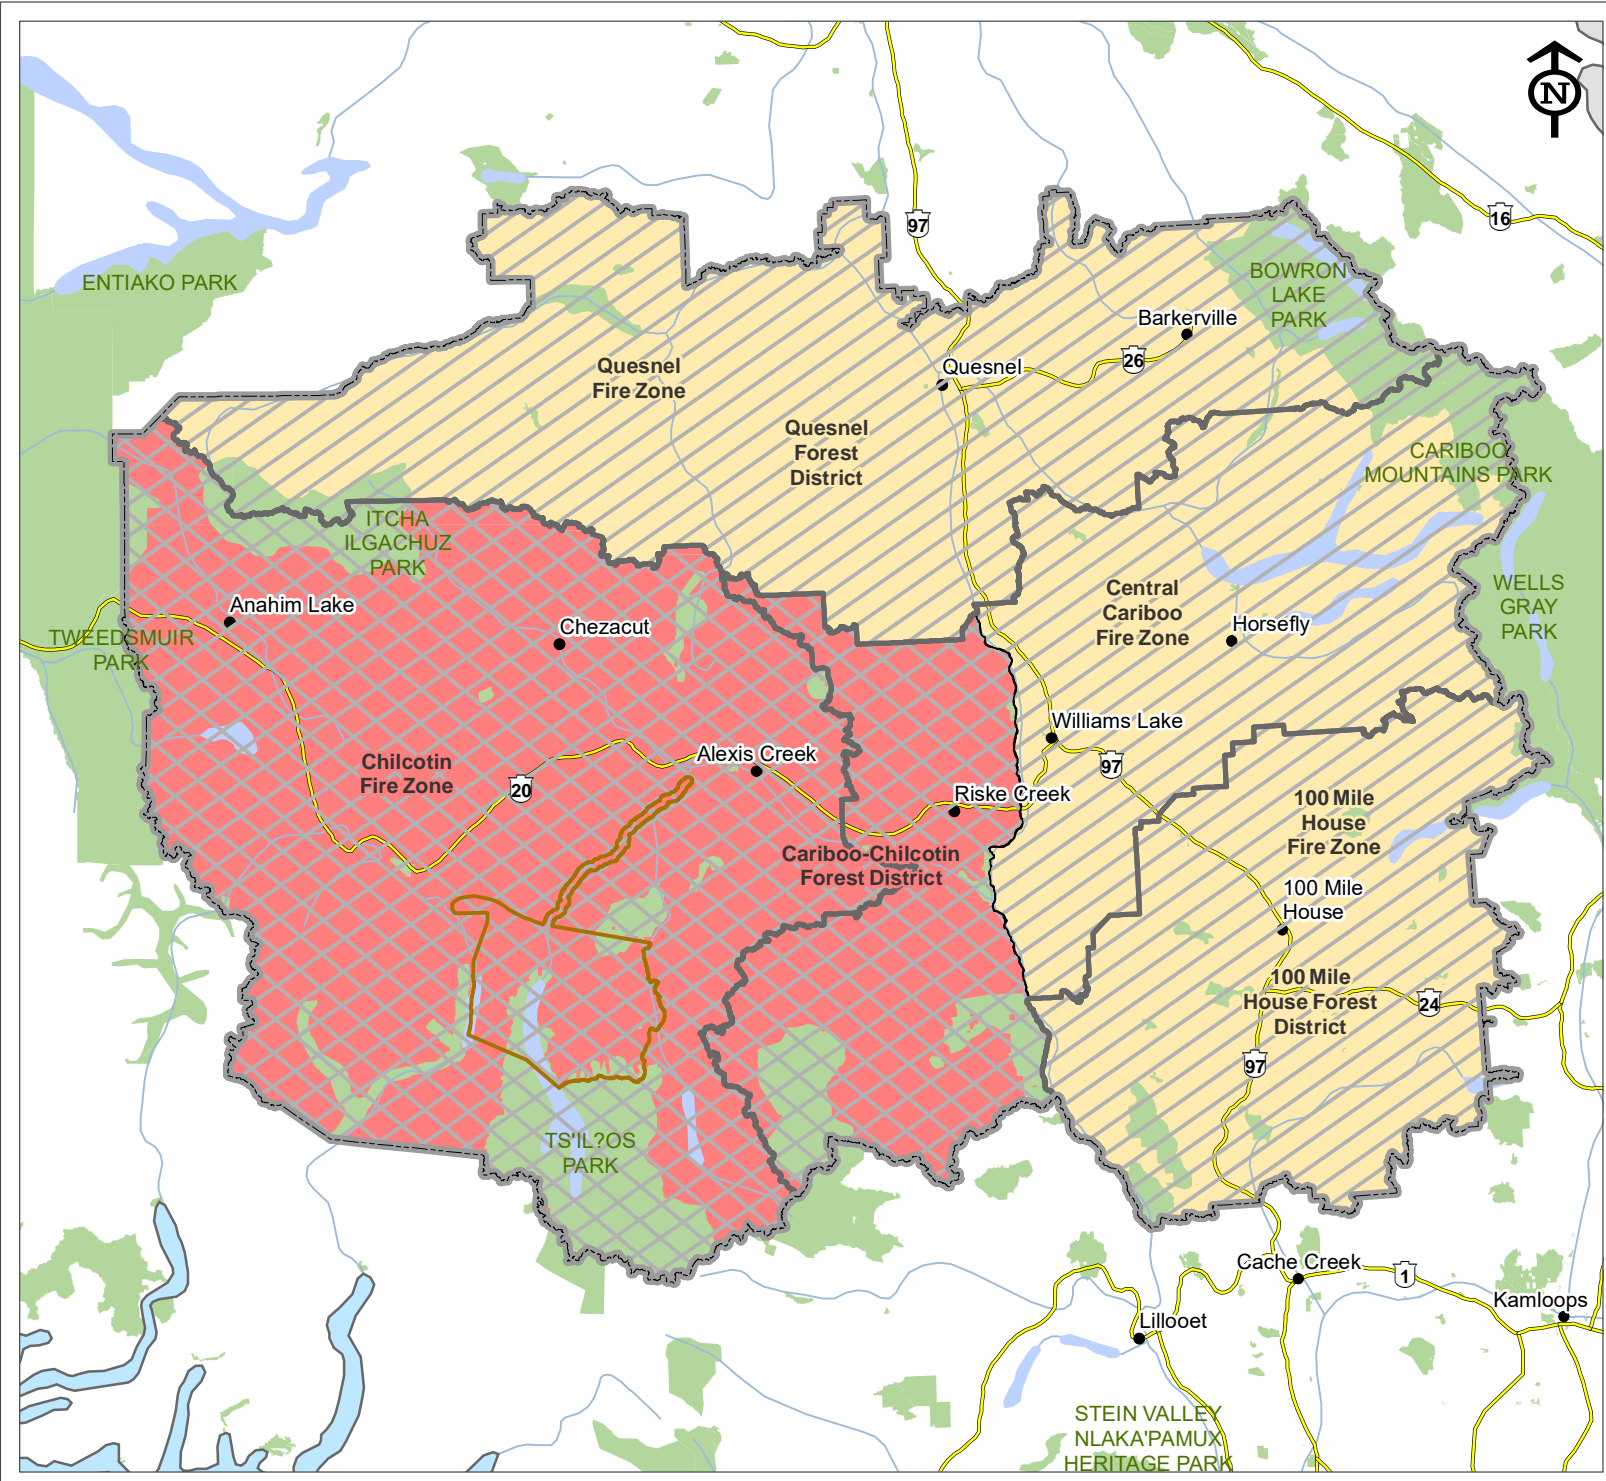 N
97
16
ENTIAKO PARK
BOWRON
LAKE
PARK
Barkerville
26
Quesnel
Quesnel
Fire Zone
Quesnel
Forest
District
CARIBOO
MOUNTAINS PARK
ITCHA
ILGACHUZ
PARK
WELLS
GRAY
PARK
Central
Cariboo
Fire Zone
Anahim Lake
Chezacut
Horsefly
TWEEDSMUIR
PARK
Williams Lake
97
Chilcotin
Fire Zone
Alexis Creek
20
Riske Creek
100 Mile
House
Fire Zone
Cariboo-Chilcotin
Forest District
100 Mile
House
100 Mile
House Forest
District
24
97
TS'IL?OS
PARK
Cache Creek
1
Kamloops
Lillooet
STEIN VALLEY
NLAKA'PAMUX
HERITAGE PARK